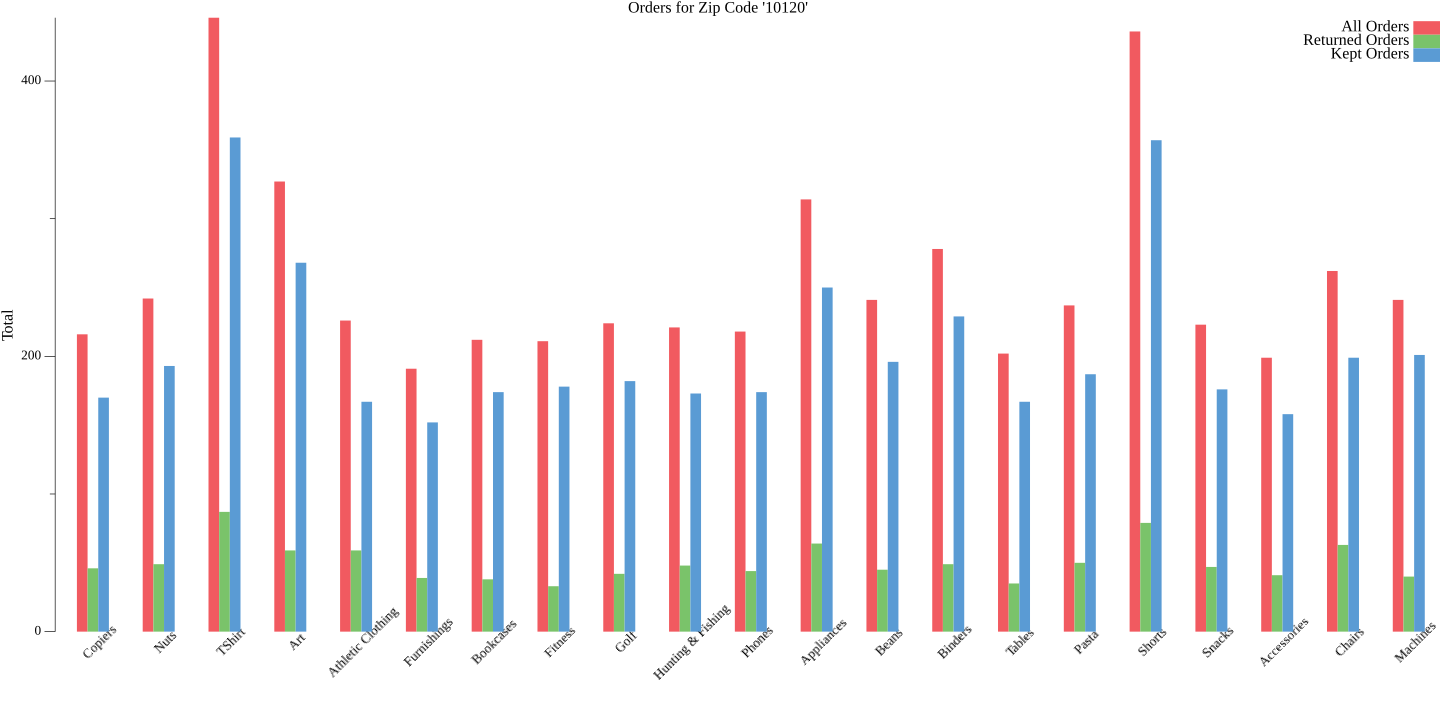 Orders for Zip Code '10120'
All Orders
Returned Orders
Kept Orders
Total
400
200
0
Copiers
Nuts
TShirt
Art
Athletic Clothing
Furnishings
Bookcases
Fitness
Golf
Hunting & Fishing
Phones
Appliances
Beans
Binders
Tables
Pasta
Shorts
Snacks
Accessories
Chairs
Machines